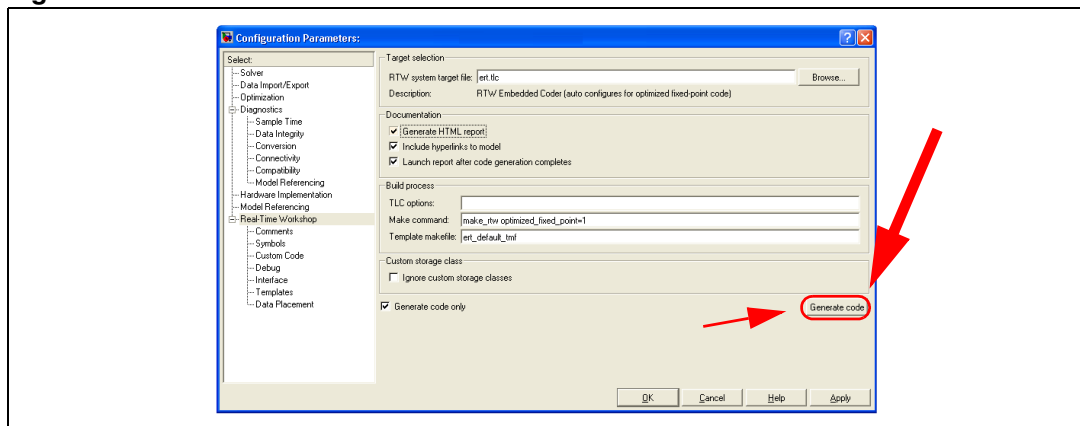 Configuration Parameters:
Select:
Solver
Data Import/Export
Optimization
Diagnostics
Sample Time
Data Integrity
Conversion
Connectivity
Compatibility
Model Referencing
Hardware Implementation
Model Referencing
Real-Time Workshop
Comments
Symbols
Custom Code
Debug
Interface
Templates
Data Placement
Target selection
RTW system target file: ert.tlc Browse...
Description: RTW Embedded Coder (auto configures for optimized fixed-point code)
Documentation
Generate HTML report
Include hyperlinks to model
Launch report after code generation completes
Build process
TLC options:
Make command: make_rtw optimized_fixed_point=1
Template makefile: ert_default_tmf
Custom storage class
Ignore custom storage classes
Generate code only Generate code
OK Cancel Help Apply